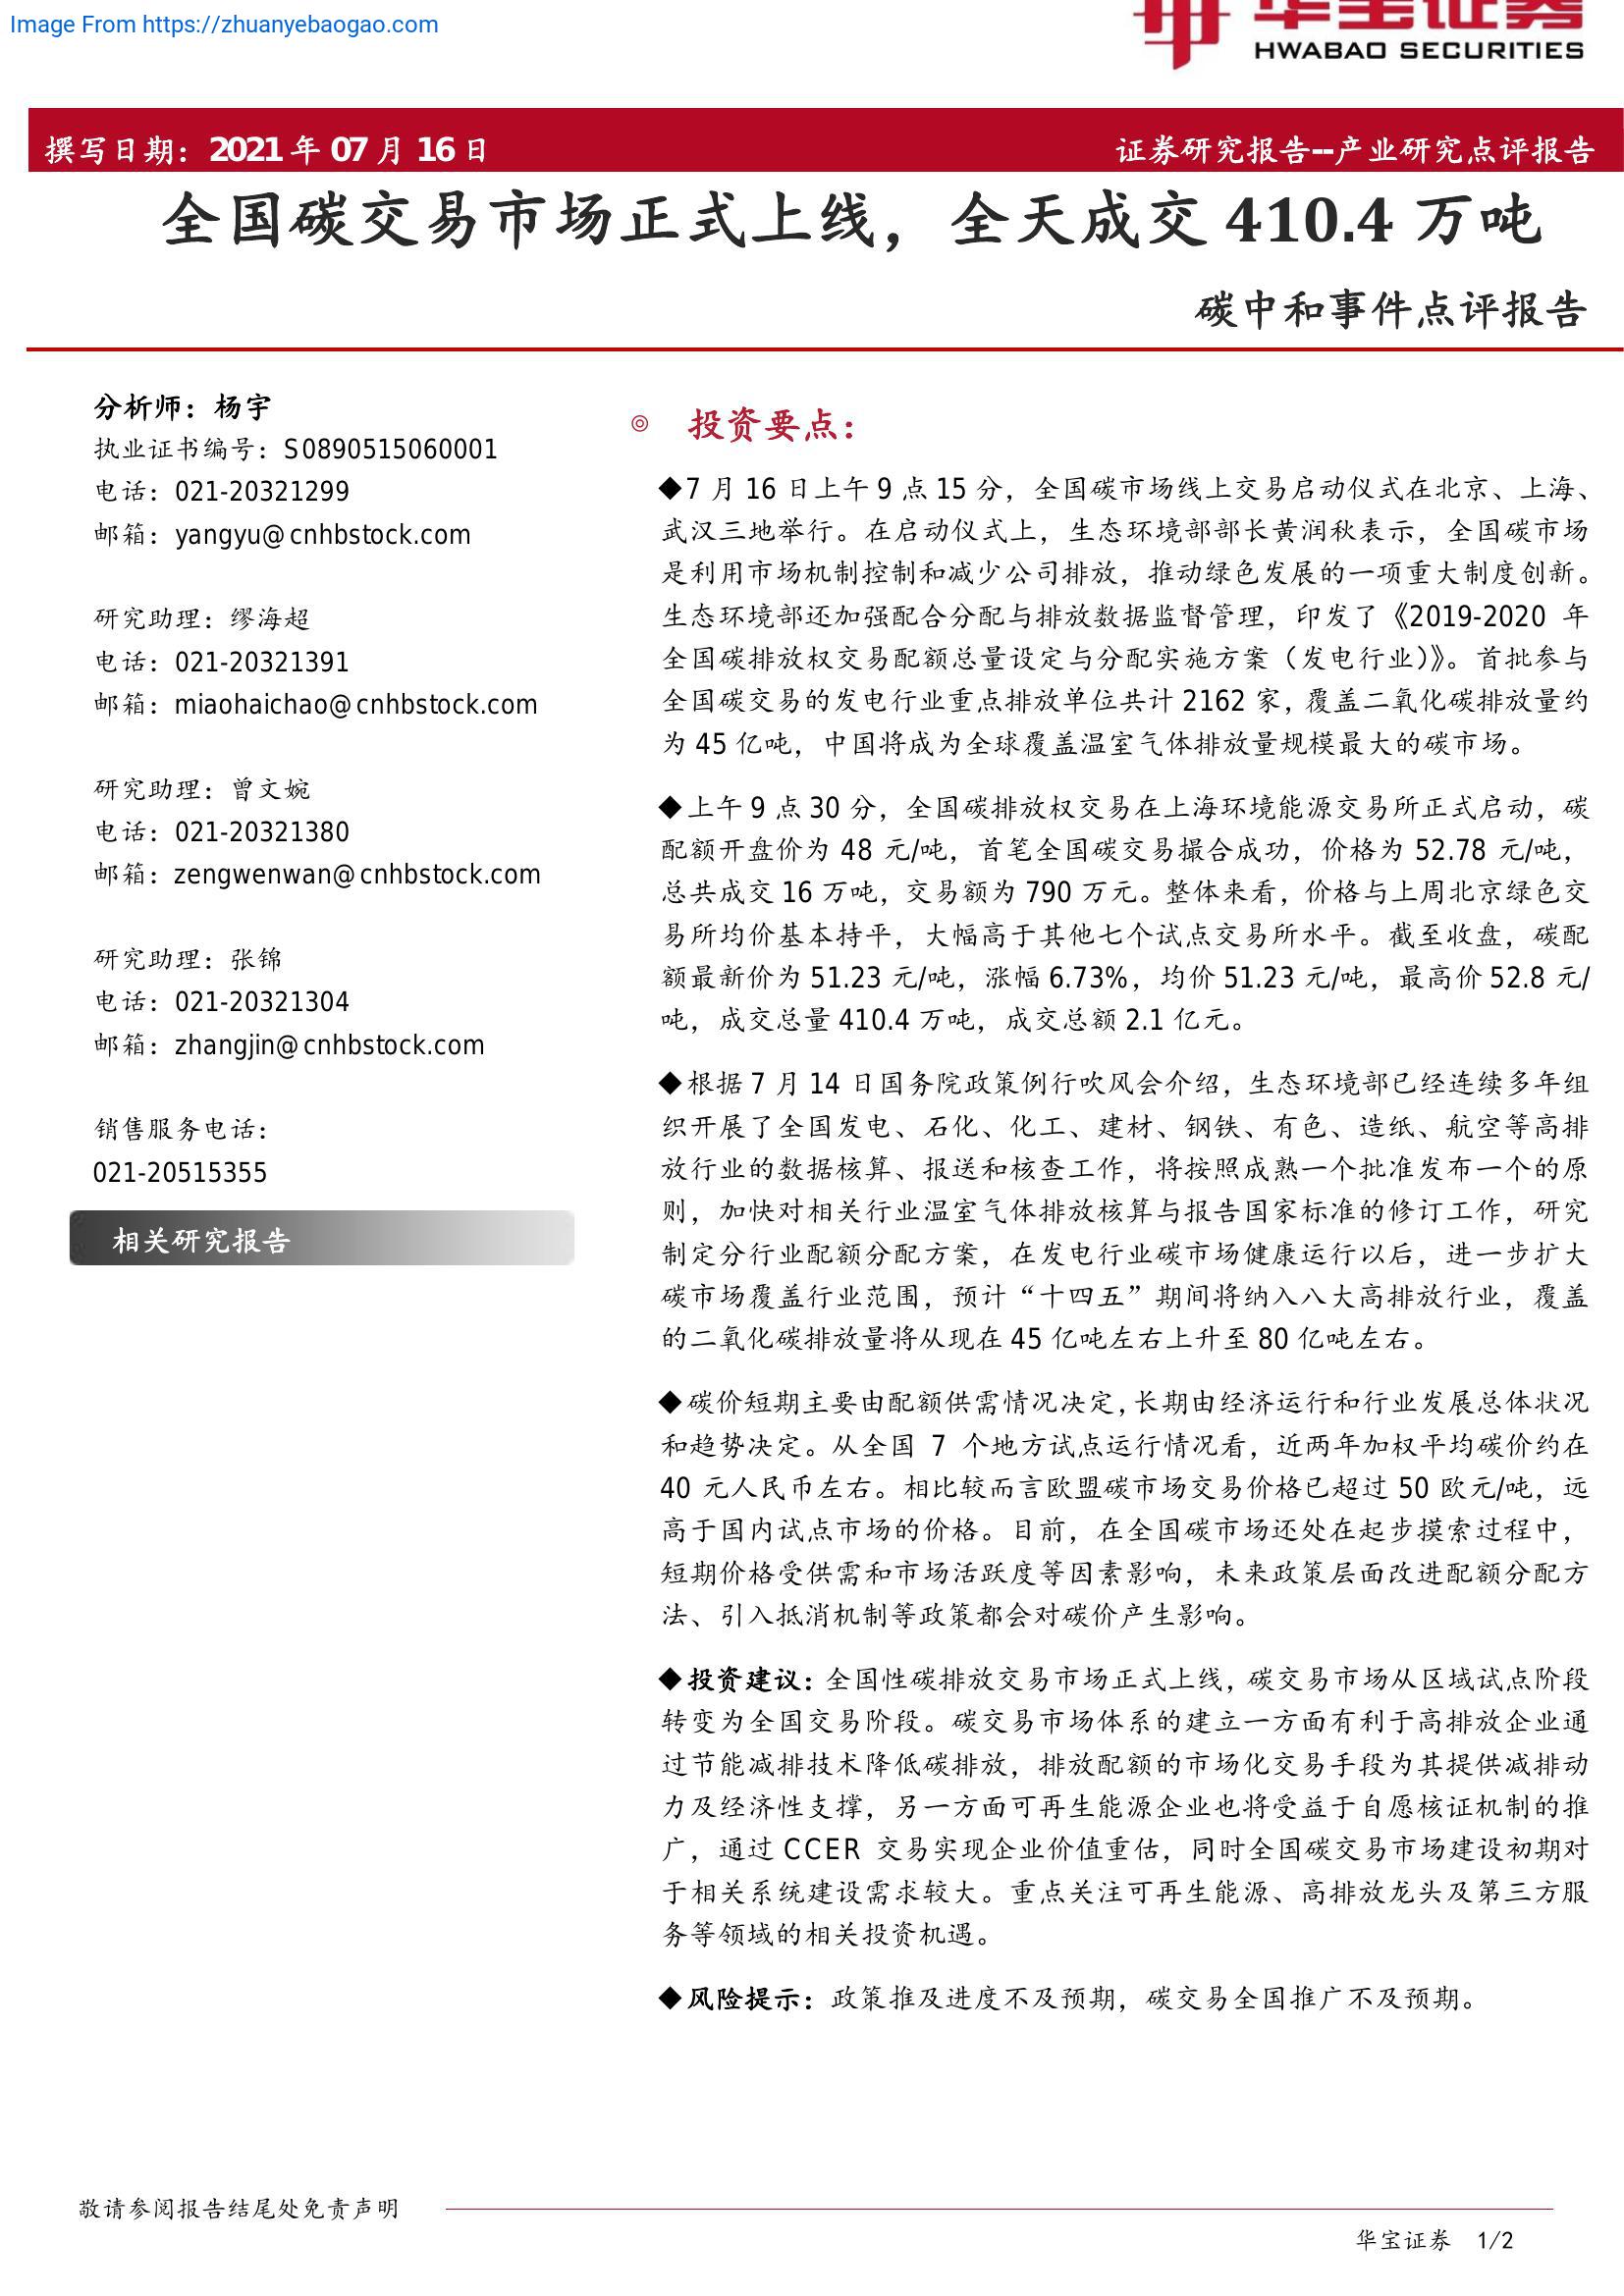 Image From https://zhuanyebaogao.com
华宝证券
HWABAO SECURITIES
撰写日期：2021 年 07 月 16 日
证券研究报告--产业研究点评报告
全国碳交易市场正式上线，全天成交 410.4 万吨
碳中和事件点评报告
分析师：杨宇
执业证书编号：S0890515060001
电话：021-20321299
邮箱：yangyu@cnhbstock.com
研究助理：缪海超
电话：021-20321391
邮箱：miaohaichao@cnhbstock.com
研究助理：曾文婉
电话：021-20321380
邮箱：zengwenwan@cnhbstock.com
研究助理：张锦
电话：021-20321304
邮箱：zhangjin@cnhbstock.com
销售服务电话：
021-20515355
相关研究报告
◎ 投资要点：
◆7 月 16 日上午 9 点 15 分，全国碳市场线上交易启动仪式在北京、上海、
武汉三地举行。在启动仪式上，生态环境部部长黄润秋表示，全国碳市场
是利用市场机制控制和减少公司排放，推动绿色发展的一项重大制度创新。
生态环境部还加强配合分配与排放数据监督管理，印发了《2019-2020 年
全国碳排放权交易配额总量设定与分配实施方案（发电行业）》。首批参与
全国碳交易的发电行业重点排放单位共计 2162 家，覆盖二氧化碳排放量约
为 45 亿吨，中国将成为全球覆盖温室气体排放量规模最大的碳市场。
◆上午 9 点 30 分，全国碳排放权交易在上海环境能源交易所正式启动，碳
配额开盘价为 48 元/吨，首笔全国碳交易撮合成功，价格为 52.78 元/吨，
总共成交 16 万吨，交易额为 790 万元。整体来看，价格与上周北京绿色交
易所均价基本持平，大幅高于其他七个试点交易所水平。截至收盘，碳配
额最新价为 51.23 元/吨，涨幅 6.73%，均价 51.23 元/吨，最高价 52.8 元/
吨，成交总量 410.4 万吨，成交总额 2.1 亿元。
◆根据 7 月 14 日国务院政策例行吹风会介绍，生态环境部已经连续多年组
织开展了全国发电、石化、化工、建材、钢铁、有色、造纸、航空等高排
放行业的数据核算、报送和核查工作，将按照成熟一个批准发布一个的原
则，加快对相关行业温室气体排放核算与报告国家标准的修订工作，研究
制定分行业配额分配方案，在发电行业碳市场健康运行以后，进一步扩大
碳市场覆盖行业范围，预计“十四五”期间将纳入八大高排放行业，覆盖
的二氧化碳排放量将从现在 45 亿吨左右上升至 80 亿吨左右。
◆碳价短期主要由配额供需情况决定，长期由经济运行和行业发展总体状况
和趋势决定。从全国 7 个地方试点运行情况看，近两年加权平均碳价约在
40 元人民币左右。相比较而言欧盟碳市场交易价格已超过 50 欧元/吨，远
高于国内试点市场的价格。目前，在全国碳市场还处在起步摸索过程中，
短期价格受供需和市场活跃度等因素影响，未来政策层面改进配额分配方
法、引入抵消机制等政策都会对碳价产生影响。
◆投资建议：全国性碳排放交易市场正式上线，碳交易市场从区域试点阶段
转变为全国交易阶段。碳交易市场体系的建立一方面有利于高排放企业通
过节能减排技术降低碳排放，排放配额的市场化交易手段为其提供减排动
力及经济性支撑，另一方面可再生能源企业也将受益于自愿核证机制的推
广，通过 CCER 交易实现企业价值重估，同时全国碳交易市场建设初期对
于相关系统建设需求较大。重点关注可再生能源、高排放龙头及第三方服
务等领域的相关投资机遇。
◆风险提示：政策推及进度不及预期，碳交易全国推广不及预期。
敬请参阅报告结尾处免责声明
华宝证券 1/2